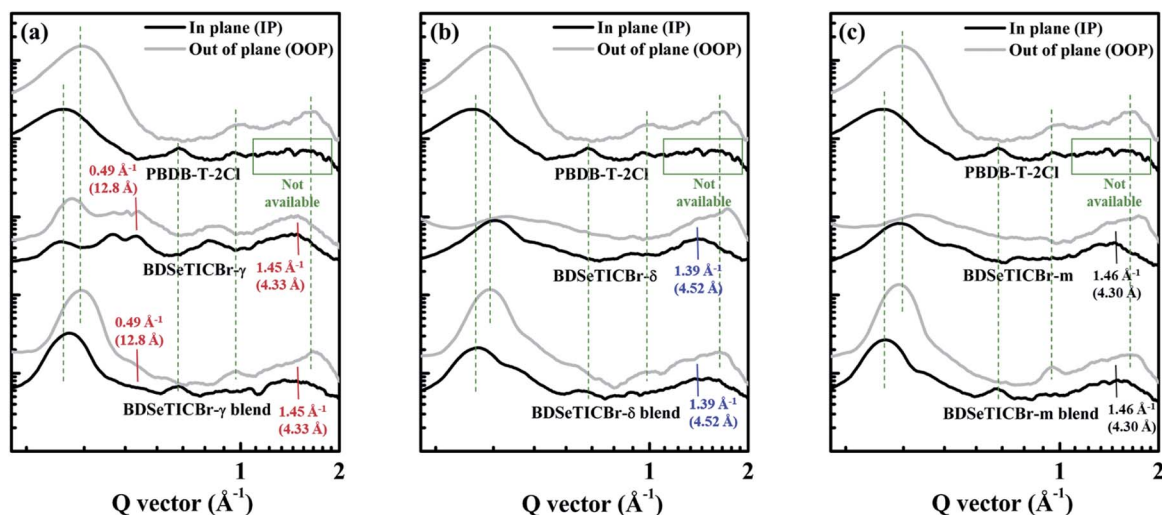 (a)
In plane (IP)
Out of plane (OOP)
0.49 Å⁻¹
(12.8 Å)
PBDB-T-2Cl
Not
available
BDSeTICBr-γ
1.45 Å⁻¹
(4.33 Å)
0.49 Å⁻¹
(12.8 Å)
BDSeTICBr-γ blend
1.45 Å⁻¹
(4.33 Å)
1
2
Q vector (Å⁻¹)
(b)
In plane (IP)
Out of plane (OOP)
PBDB-T-2Cl
Not
available
BDSeTICBr-δ
1.39 Å⁻¹
(4.52 Å)
BDSeTICBr-δ blend
1.39 Å⁻¹
(4.52 Å)
1
2
Q vector (Å⁻¹)
(c)
In plane (IP)
Out of plane (OOP)
PBDB-T-2Cl
Not
available
BDSeTICBr-m
1.46 Å⁻¹
(4.30 Å)
BDSeTICBr-m blend
1.46 Å⁻¹
(4.30 Å)
1
2
Q vector (Å⁻¹)